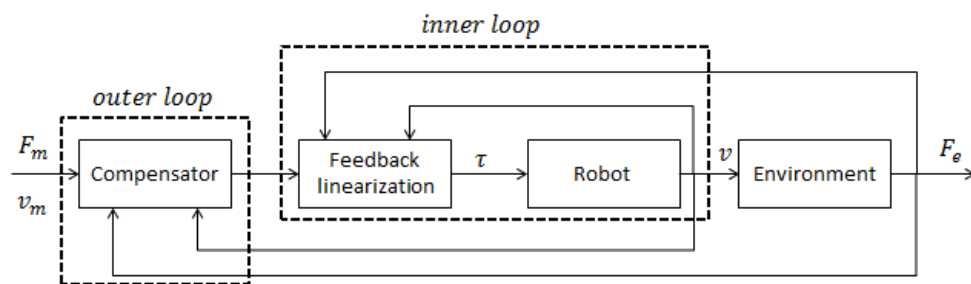 inner loop
outer loop
F_m
v_m
Compensator
Feedback
linearization
τ
Robot
v
Environment
F_e